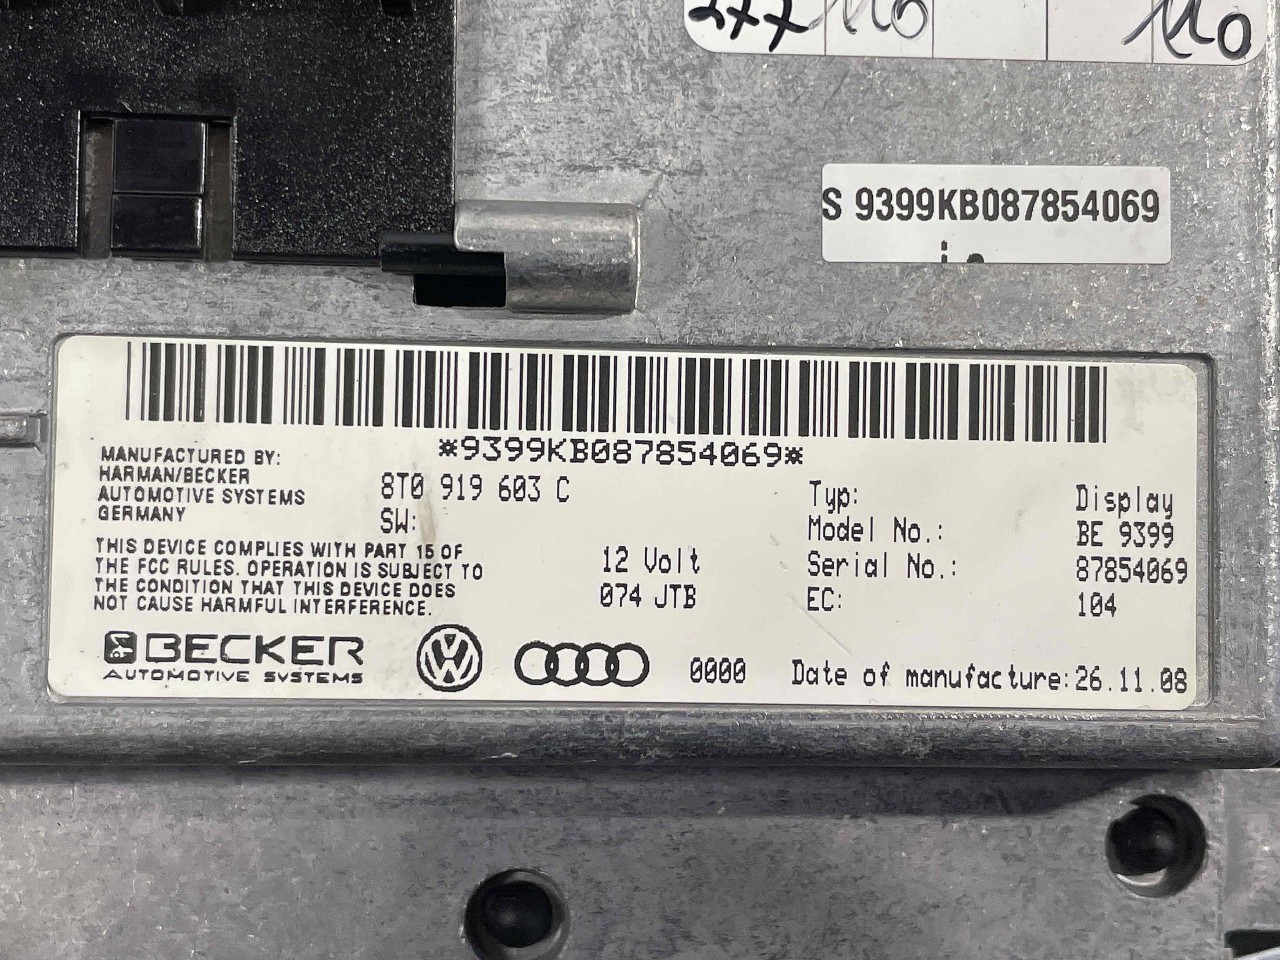 277 110 110
S 9399KB087854069
*9399KB087854069*
MANUFACTURED BY:
HARMAN/BECKER
AUTOMOTIVE SYSTEMS
GERMANY
8T0 919 603 C
SW:
THIS DEVICE COMPLIES WITH PART 15 OF
THE FCC RULES. OPERATION IS SUBJECT TO
THE CONDITION THAT THIS DEVICE DOES
NOT CAUSE HARMFUL INTERFERENCE.
12 Volt
074 JTB
Typ: Display
Model No.: BE 9399
Serial No.: 87854069
EC: 104
BECKER
AUTOMOTIVE SYSTEMS
0000 Date of manufacture: 26.11.08